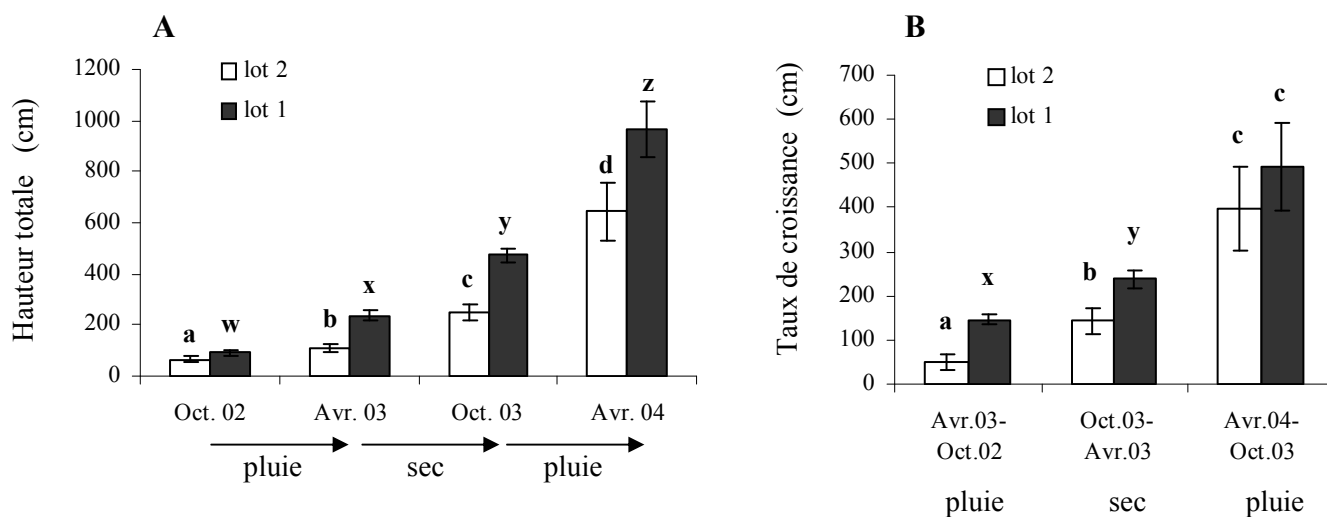 A
Hauteur totale (cm)
1200
1000
800
600
400
200
0
lot 2
lot 1
a
w
b
x
c
y
d
z
Oct. 02
Avr. 03
Oct. 03
Avr. 04
pluie
sec
pluie
B
Taux de croissance (cm)
700
600
500
400
300
200
100
0
lot 2
lot 1
a
x
b
y
c
c
Avr.03-
Oct.02
Oct.03-
Avr.03
Avr.04-
Oct.03
pluie
sec
pluie